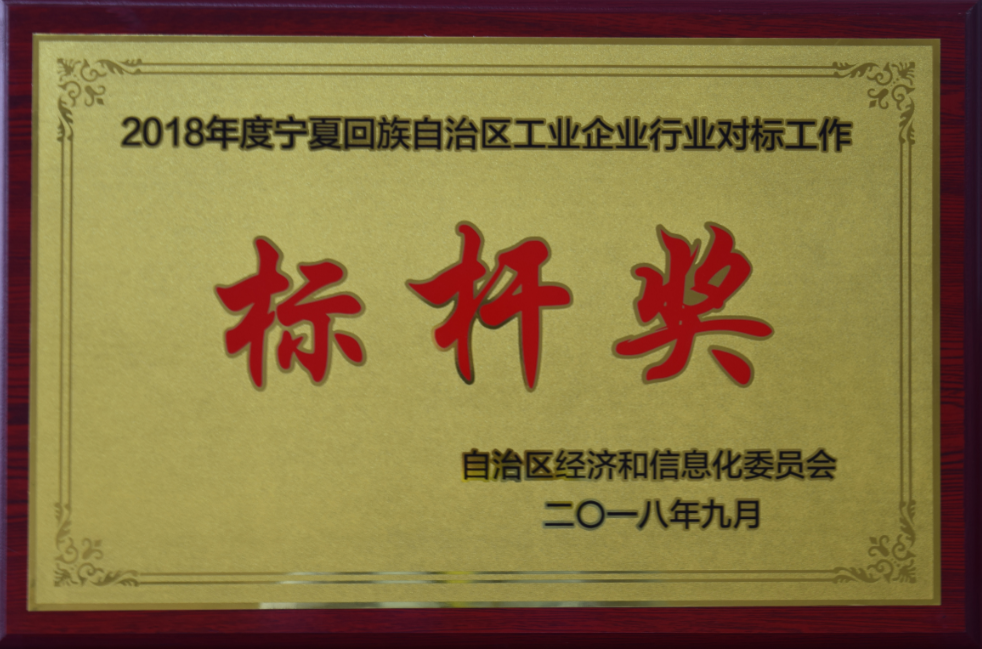 2018年度宁夏回族自治区工业企业行业对标工作
标杆奖
自治区经济和信息化委员会
二〇一八年九月